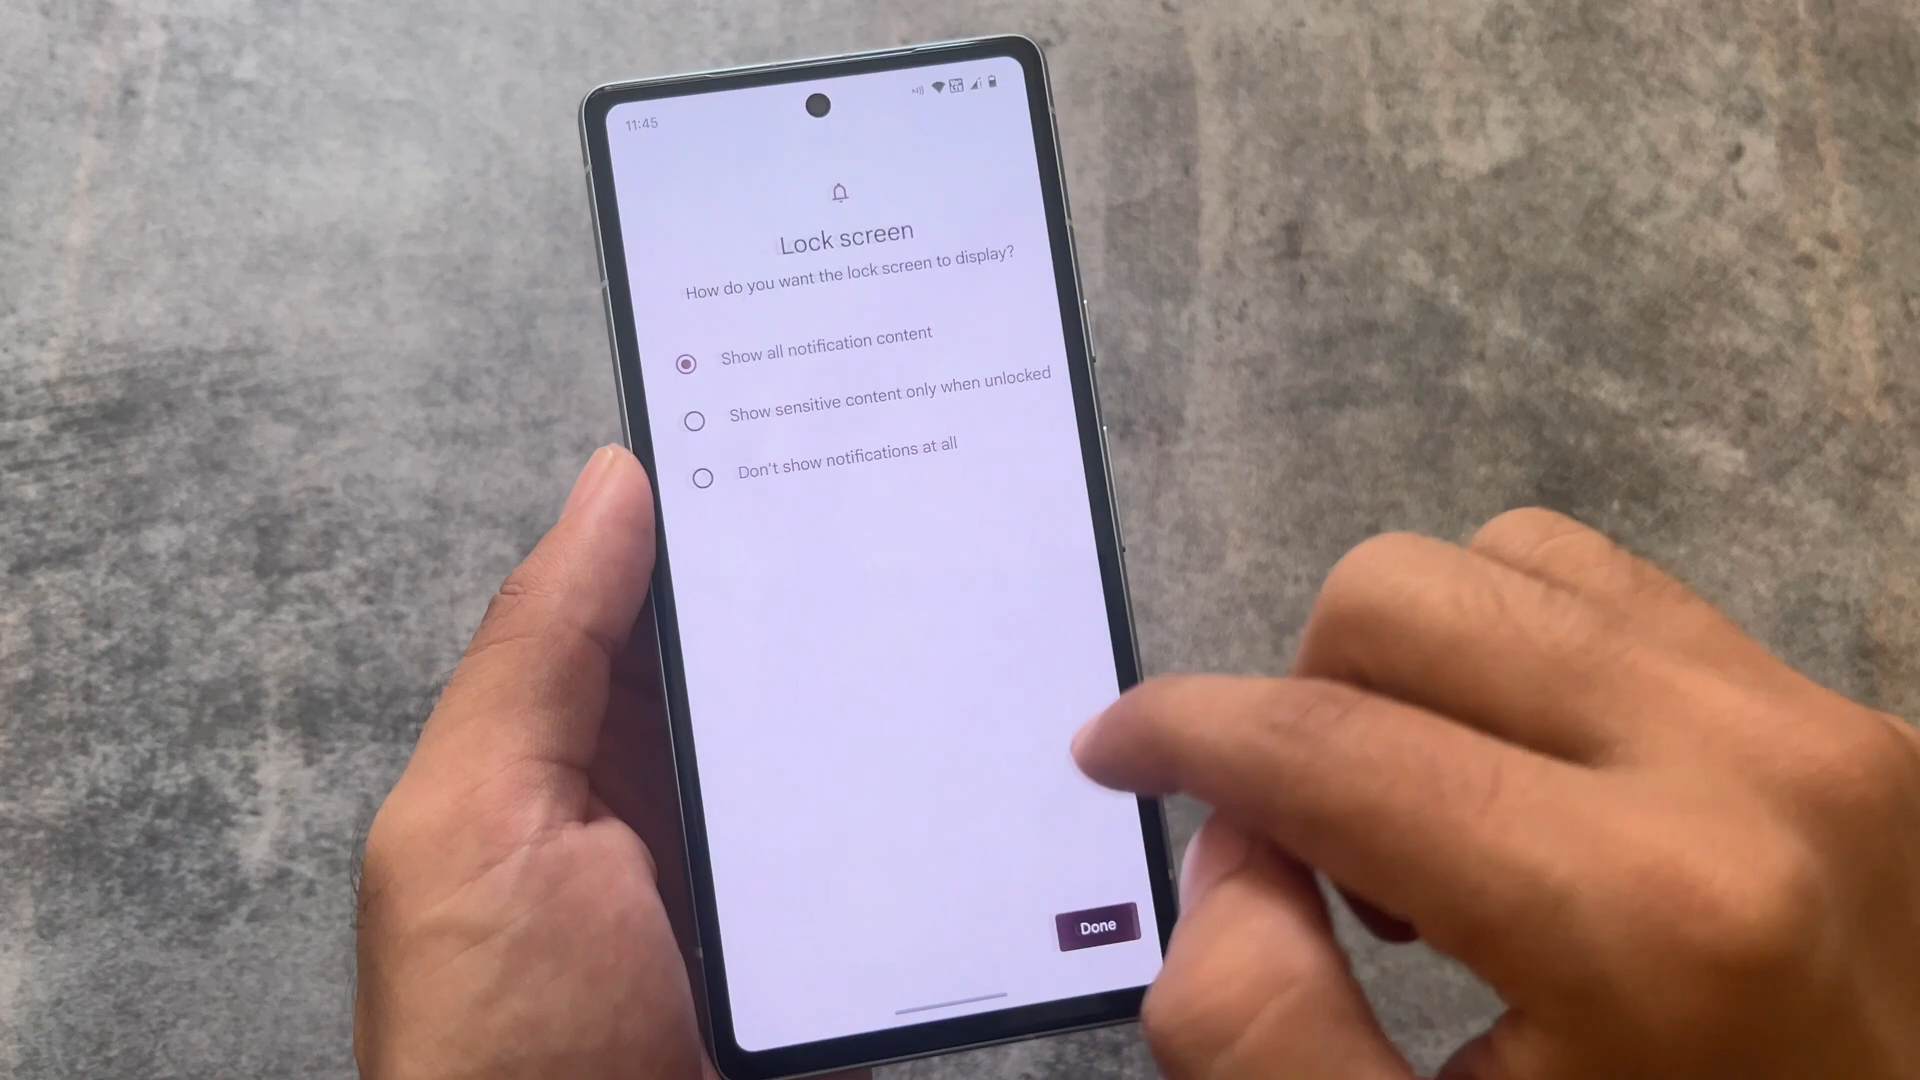 11:45
Lock screen
How do you want the lock screen to display?
Show all notification content
Show sensitive content only when unlocked
Don't show notifications at all
Done